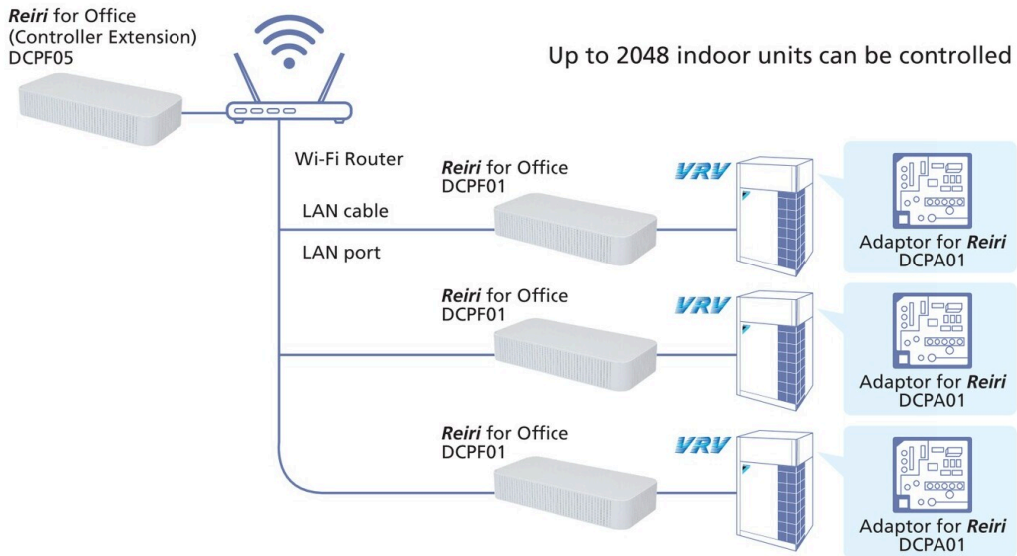 Reiri for Office
(Controller Extension)
DCPF05
Up to 2048 indoor units can be controlled
Wi-Fi Router
LAN cable
LAN port
Reiri for Office
DCPF01
VRV
Adaptor for Reiri
DCPA01
Reiri for Office
DCPF01
VRV
Adaptor for Reiri
DCPA01
Reiri for Office
DCPF01
VRV
Adaptor for Reiri
DCPA01